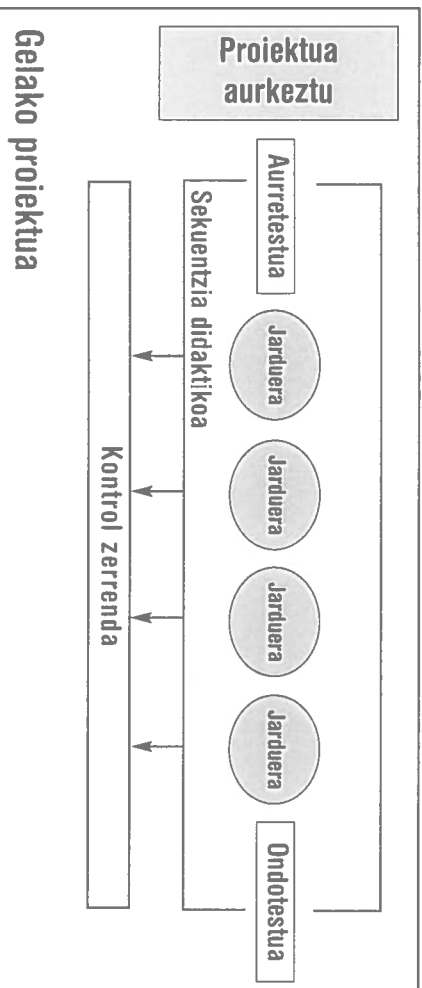 Proiektua
aurkeztu
Aurretestua
Jarduera
Jarduera
Jarduera
Jarduera
Ondotestua
Sekuentzia didaktikoa
Kontrol zerrenda
Gelako proiektua